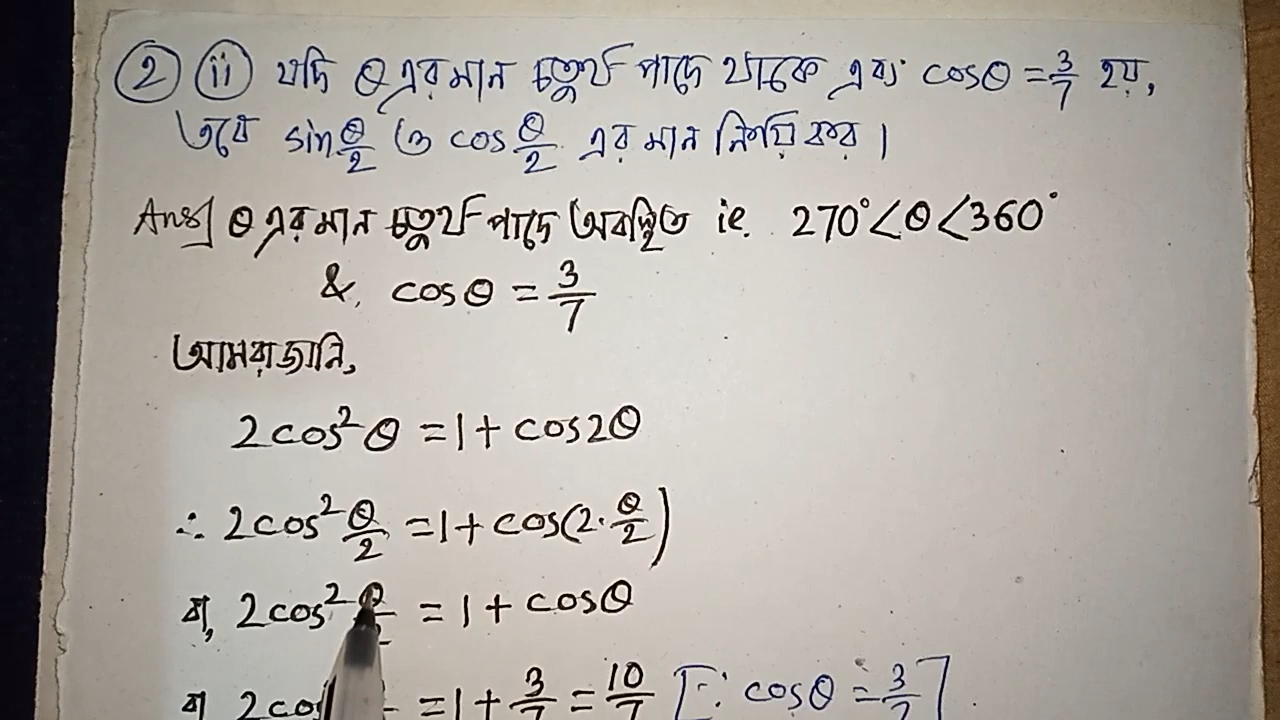 ② ⓘⓘ যদি θ এর মান চতুর্থ পাদে থাকে এবং cosθ = 3/7 হয়,
তবে sin θ/2 ও cos θ/2 এর মান নির্ণয় কর।
Ans] θ এর মান চতুর্থ পাদে অবস্থিত ie. 270° < θ < 360°
&, cosθ = 3/7
আমরা জানি,
2cos²θ = 1 + cos2θ
∴ 2cos² θ/2 = 1 + cos(2·θ/2)
বা, 2cos² θ/2 = 1 + cosθ
বা 2cos = 1 + 3/7 = 10/7 [∵ cosθ = 3/7]